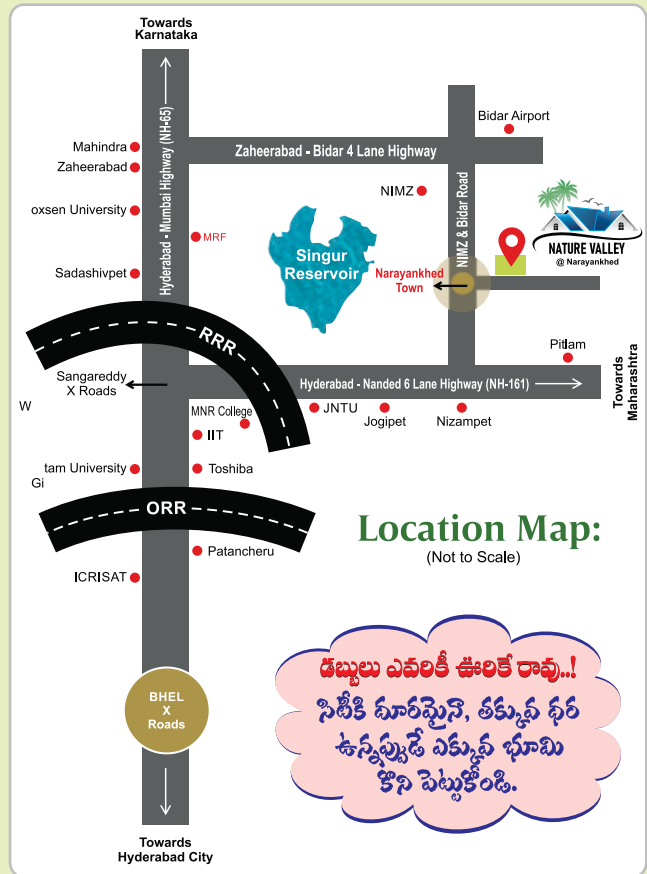 Towards
Karnataka
Hyderabad - Mumbai Highway (NH-65)
Bidar Airport
Mahindra
Zaheerabad
Zaheerabad - Bidar 4 Lane Highway
NIMZ
NIMZ & Bidar Road
oxsen University
MRF
NATURE VALLEY
@ Narayankhed
Singur
Reservoir
Narayankhed
Town
Sadashivpet
RRR
Pitlam
Sangareddy
X Roads
Hyderabad - Nanded 6 Lane Highway (NH-161)
Towards
Maharashtra
W
MNR College
JNTU
Jogipet
Nizampet
IIT
tam University
Gi
Toshiba
ORR
Location Map:
(Not to Scale)
Patancheru
ICRISAT
డబ్బులు ఎవరికీ ఊరికే రావు..!
సిటీకి దూరమైనా, తక్కువ ధర
ఉన్నప్పుడే ఎక్కువ భూమి
కొని పెట్టుకోండి.
BHEL
X
Roads
Towards
Hyderabad City